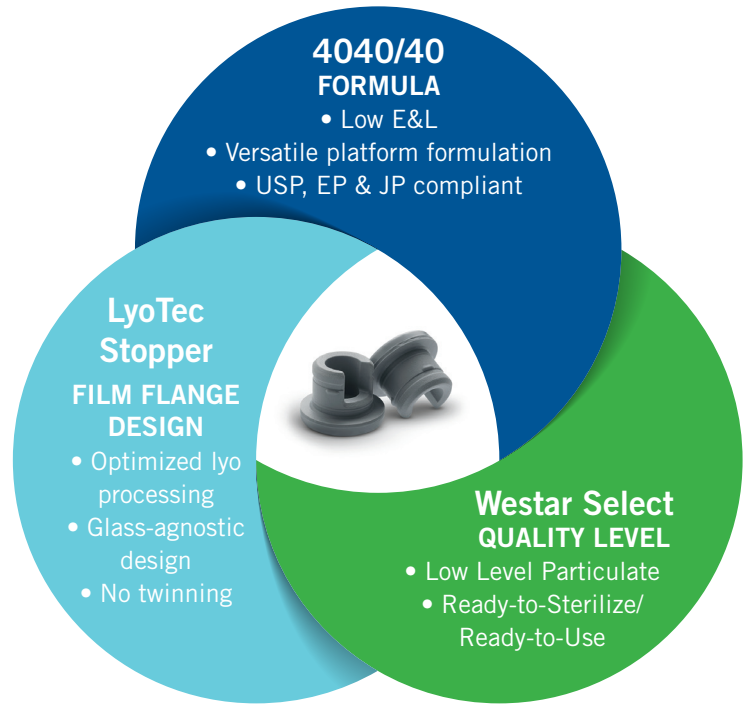 4040/40
FORMULA
• Low E&L
• Versatile platform formulation
• USP, EP & JP compliant
LyoTec
Stopper
FILM FLANGE
DESIGN
• Optimized lyo
processing
• Glass-agnostic
design
• No twinning
Westar Select
QUALITY LEVEL
• Low Level Particulate
• Ready-to-Sterilize/
Ready-to-Use